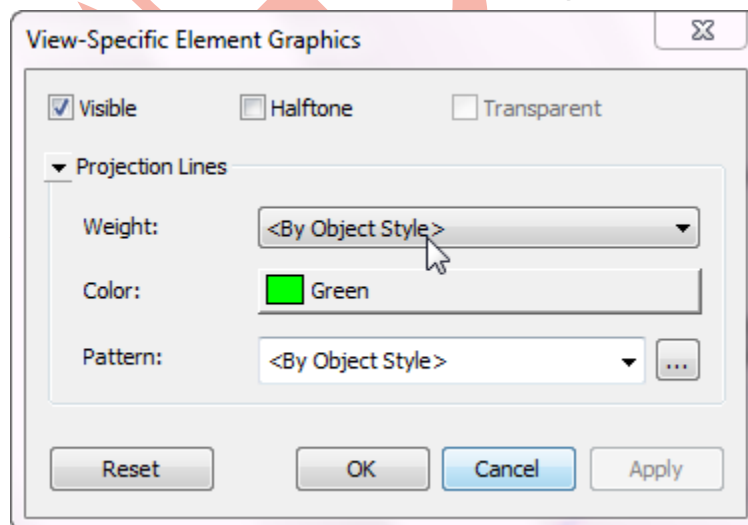 View-Specific Element Graphics
Visible Halftone Transparent
Projection Lines
Weight: <By Object Style>
Color: Green
Pattern: <By Object Style> ...
Reset OK Cancel Apply